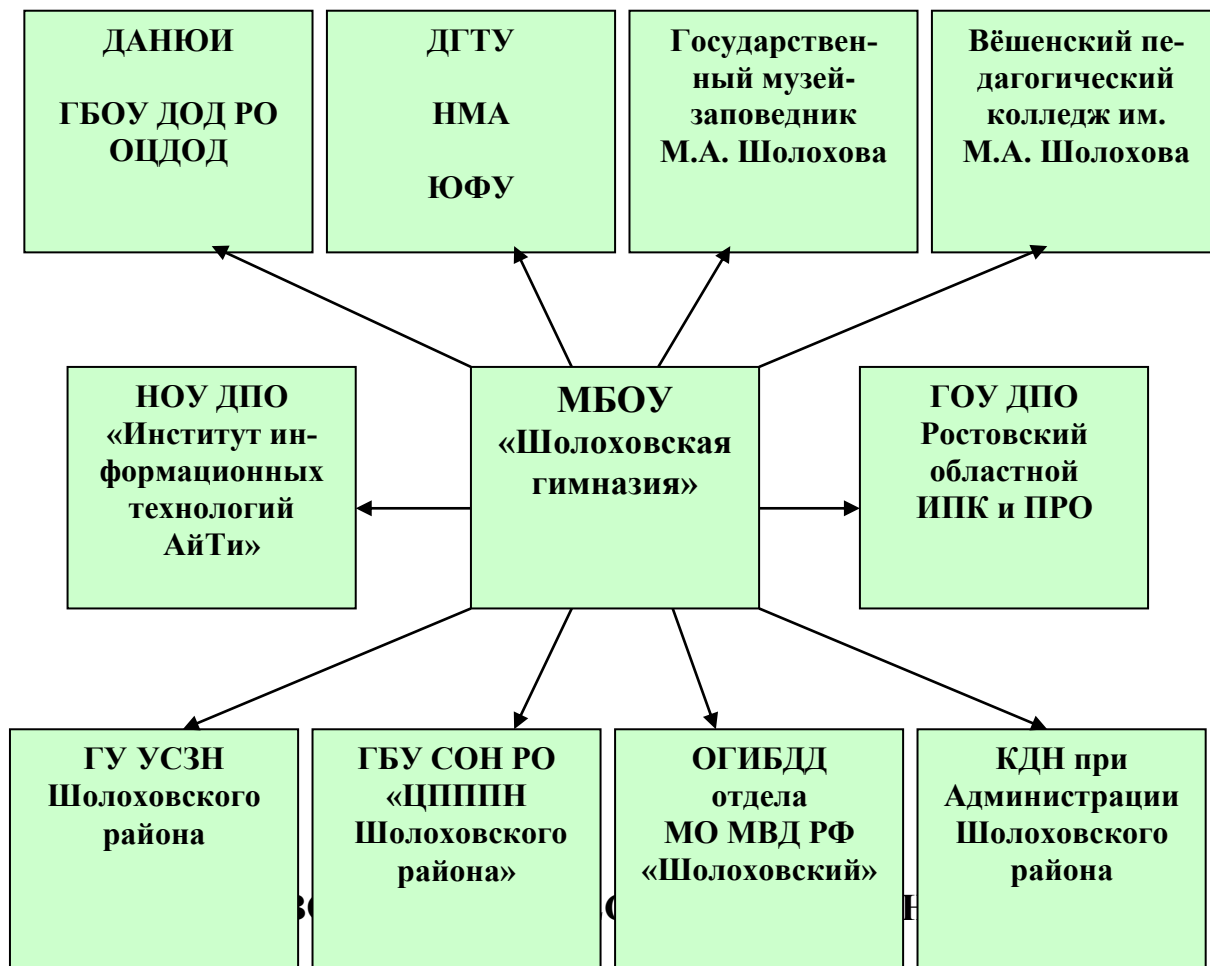 ДАНЮИ
ГБОУ ДОД РО
ОЦДОД
ДГТУ
НМА
ЮФУ
Государствен-
ный музей-
заповедник
М.А. Шолохова
Вёшенский пе-
дагогический
колледж им.
М.А. Шолохова
НОУ ДПО
«Институт ин-
формационных
технологий
АйТи»
МБОУ
«Шолоховская
гимназия»
ГОУ ДПО
Ростовский
областной
ИПК и ПРО
ГУ УСЗН
Шолоховского
района
ГБУ СОН РО
«ЦПППН
Шолоховского
района»
ОГИБДД
отдела
МО МВД РФ
«Шолоховский»
КДН при
Администрации
Шолоховского
района